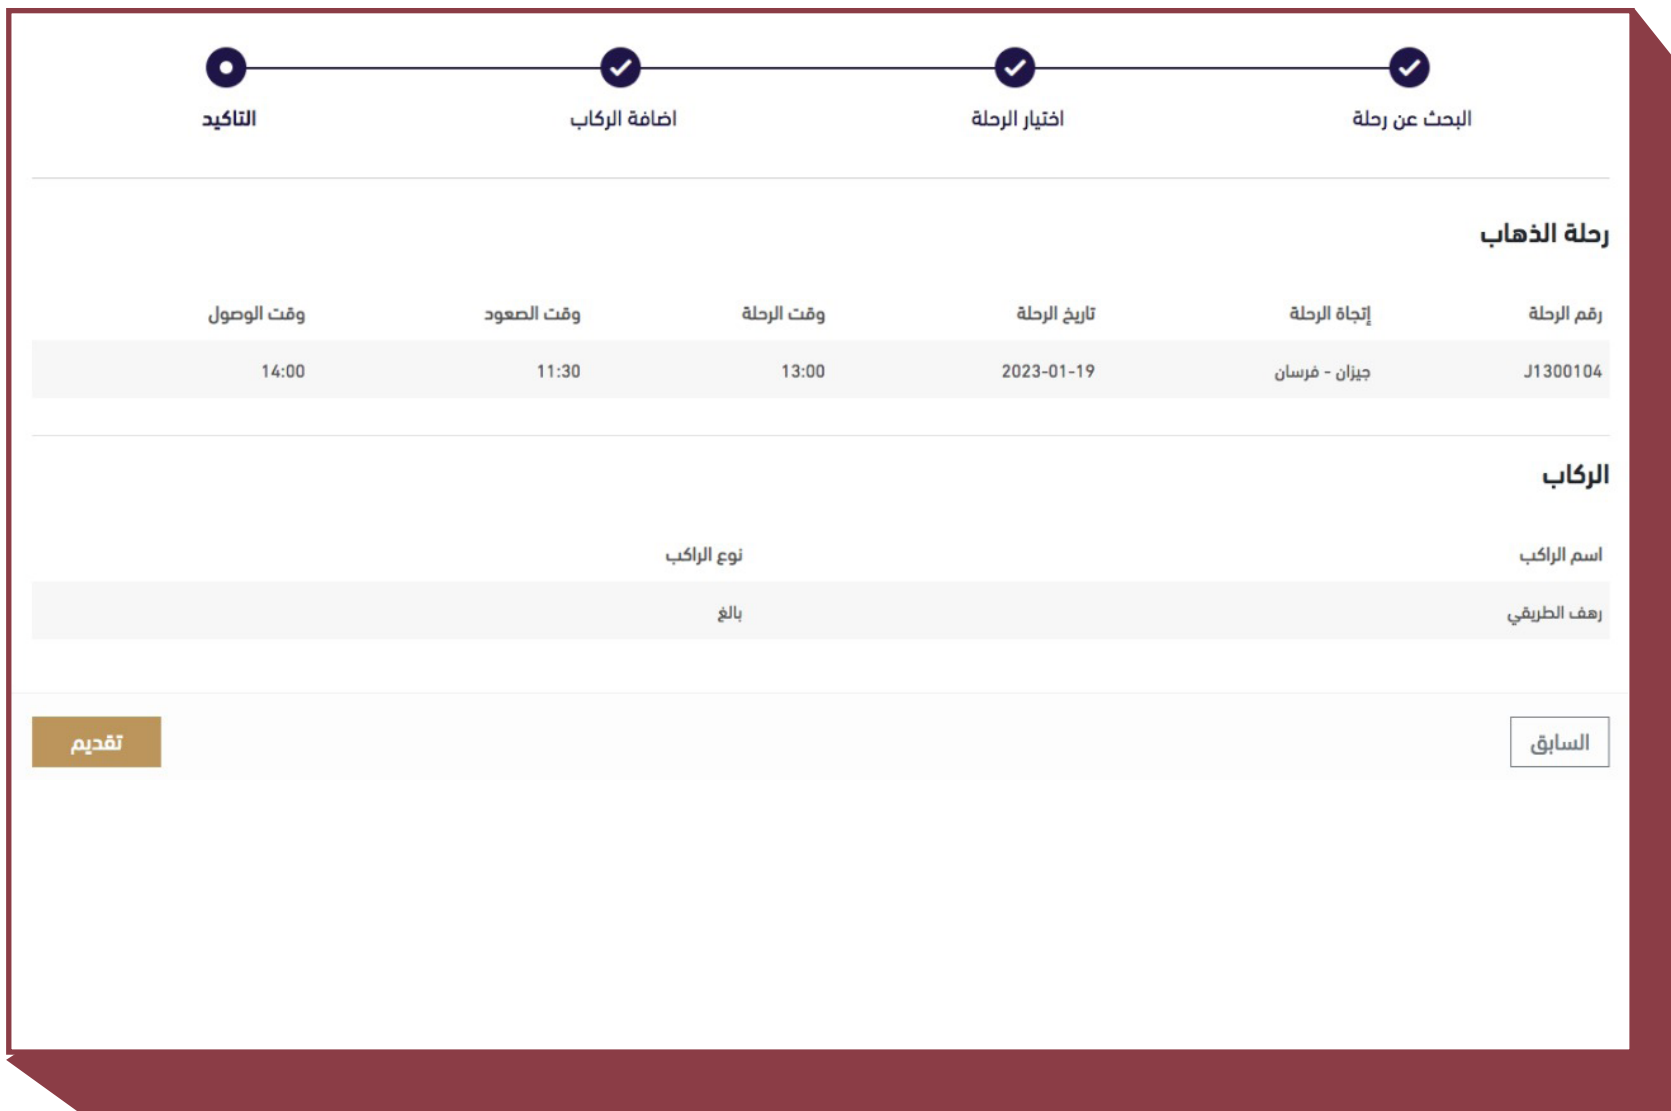 البحث عن رحلة اختيار الرحلة اضافة الركاب التاكيد
رحلة الذهاب
رقم الرحلة إتجاة الرحلة تاريخ الرحلة وقت الرحلة وقت الصعود وقت الوصول
J1300104 جيزان - فرسان 2023-01-19 13:00 11:30 14:00
الركاب
اسم الراكب نوع الراكب
رهف الطريقي بالغ
السابق تقديم